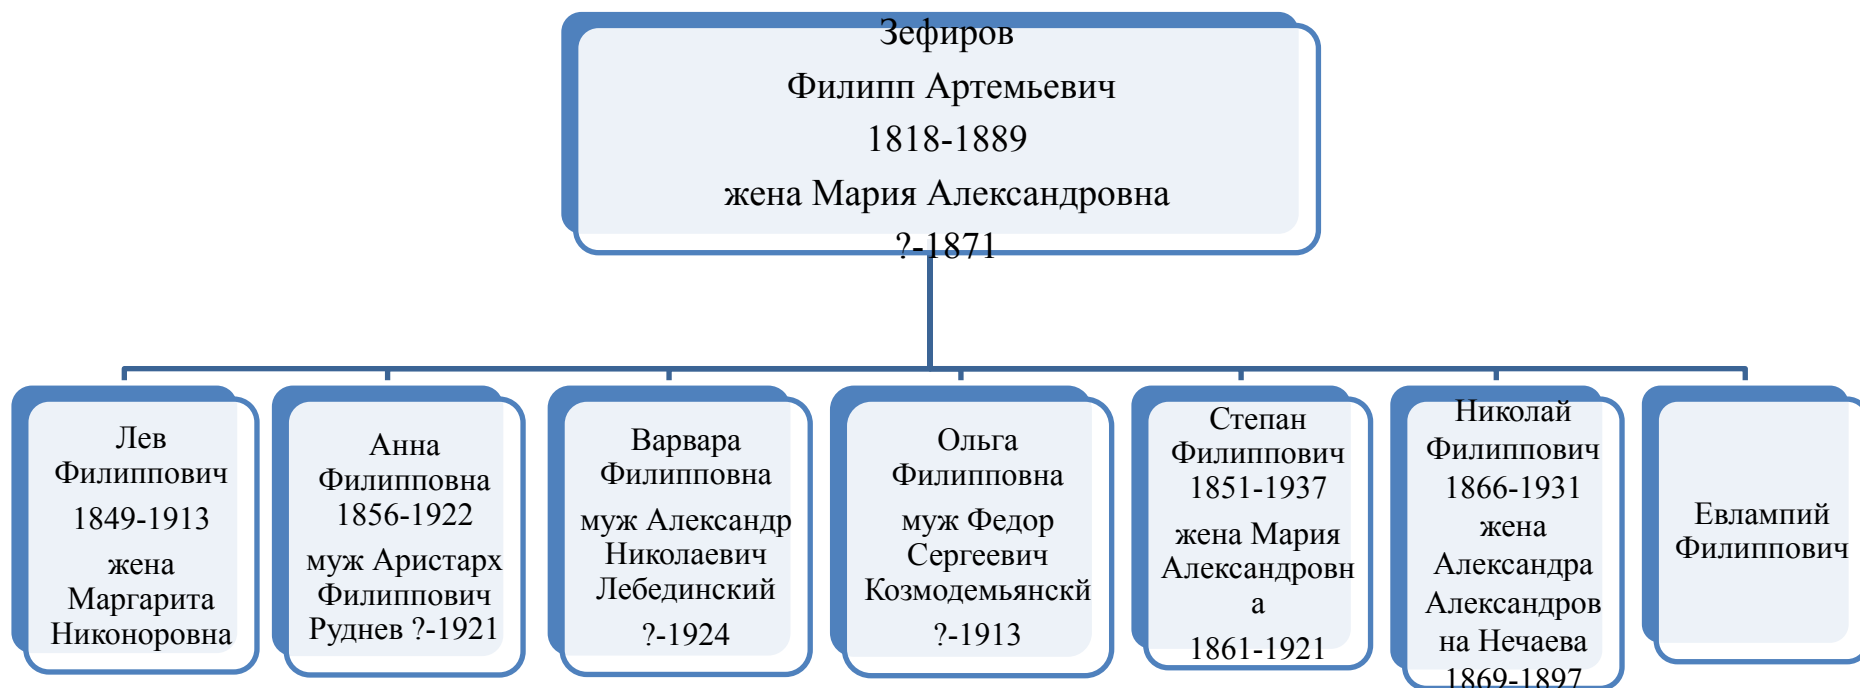 Зефиров
Филипп Артемьевич
1818-1889
жена Мария Александровна
?-1871
Лев
Филиппович
1849-1913
жена
Маргарита
Никоноровна
Анна
Филипповна
1856-1922
муж Аристарх
Филиппович
Руднев ?-1921
Варвара
Филипповна
муж Александр
Николаевич
Лебединский
?-1924
Ольга
Филипповна
муж Федор
Сергеевич
Козмодемьянскй
?-1913
Степан
Филиппович
1851-1937
жена Мария
Александровн
а
1861-1921
Николай
Филиппович
1866-1931
жена
Александра
Александров
на Нечаева
1869-1897
Евлампий
Филиппович